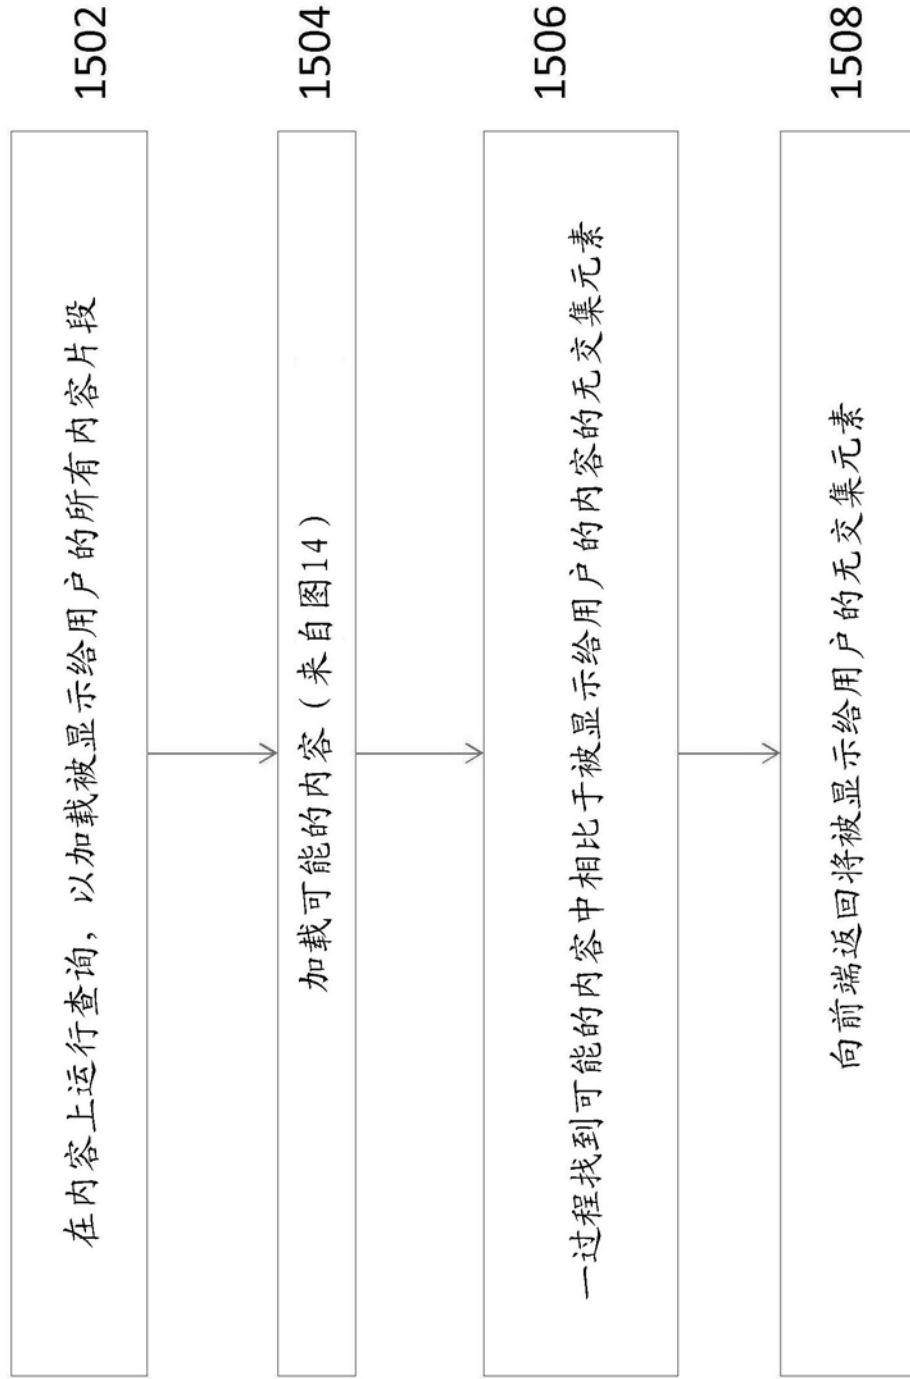 在内容上运行查询，以加载被显示给用户的所有内容片段
1502
加载可能的内容（来自图14）
1504
一过程找到可能的内容中相比于被显示给用户的内容的无交集元素
1506
向前端返回将被显示给用户的无交集元素
1508